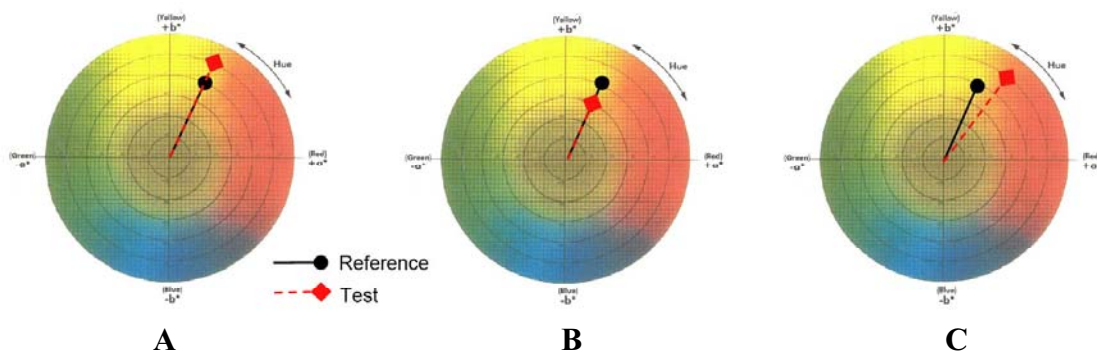 (Yellow)
+b*
Hue
(Green)
-a*
(Red)
+a*
(Blue)
-b*
(Yellow)
+b*
Hue
(Green)
-a*
(Red)
+a*
(Blue)
-b*
(Yellow)
+b*
Hue
(Green)
-a*
(Red)
+a*
(Blue)
-b*
Reference
Test
A
B
C